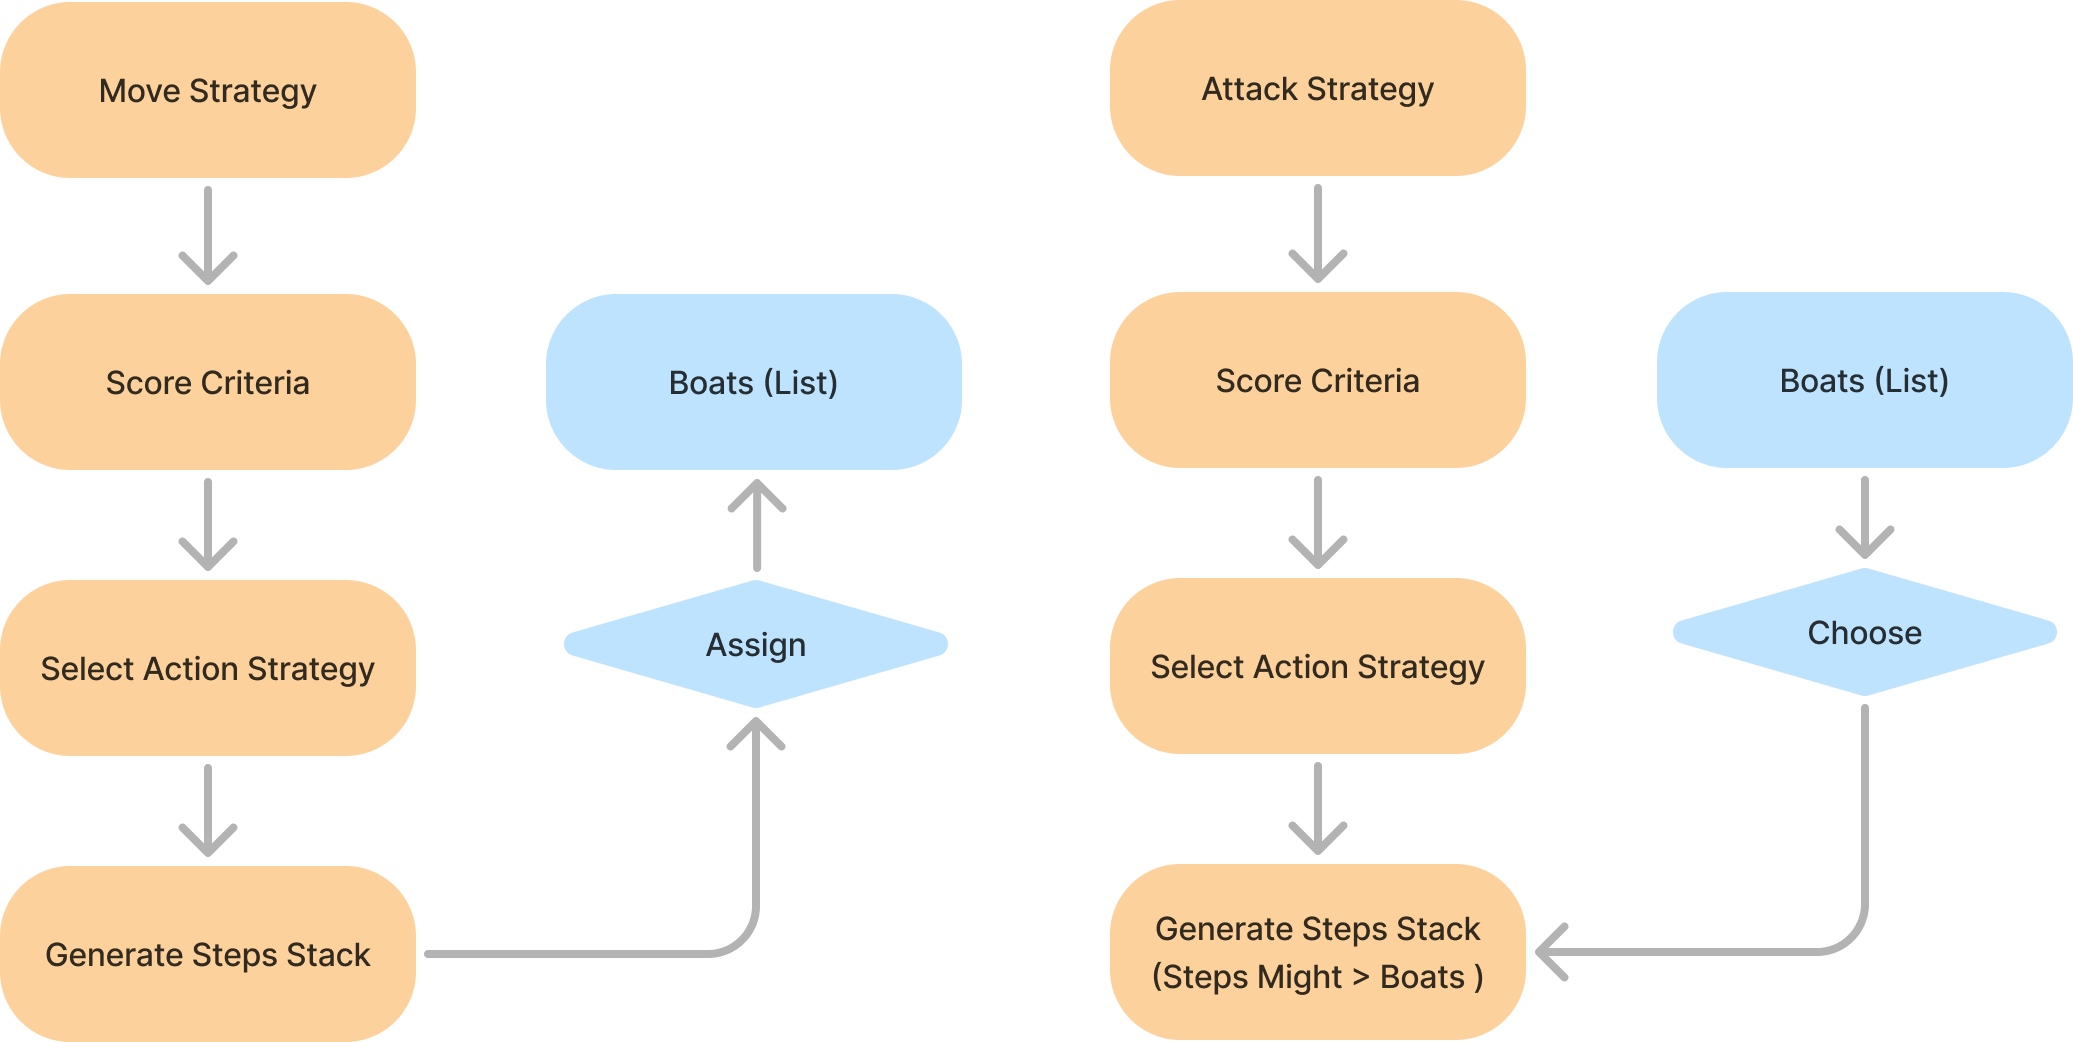 Move Strategy
Score Criteria
Select Action Strategy
Generate Steps Stack
Boats (List)
Assign
Attack Strategy
Score Criteria
Select Action Strategy
Generate Steps Stack
(Steps Might > Boats )
Boats (List)
Choose